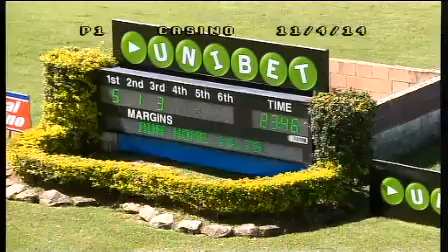 P1 CASINO 11/4/14
UNIBET
1st 2nd 3rd 4th 5th 6th
5 1 3
TIME
23:46
MARGINS
UNI